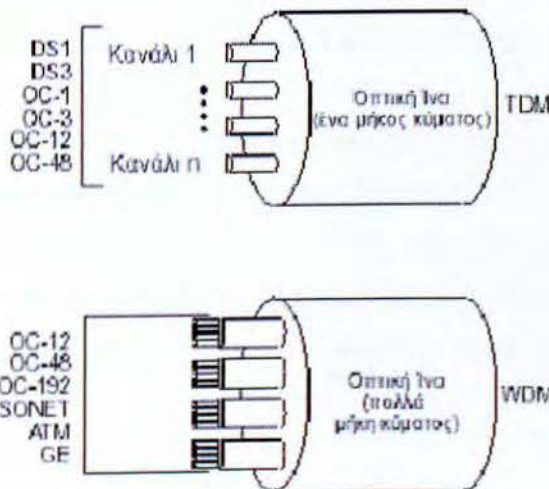 DS1
DS3
OC-1
OC-3
OC-12
OC-48
Κανάλι 1
Κανάλι n
Οπτική Ίνα
(ένα μήκος κύματος)
TDM
OC-12
OC-48
OC-192
SONET
ATM
GE
Οπτική Ίνα
(πολλά
μήκη κύματος)
WDM